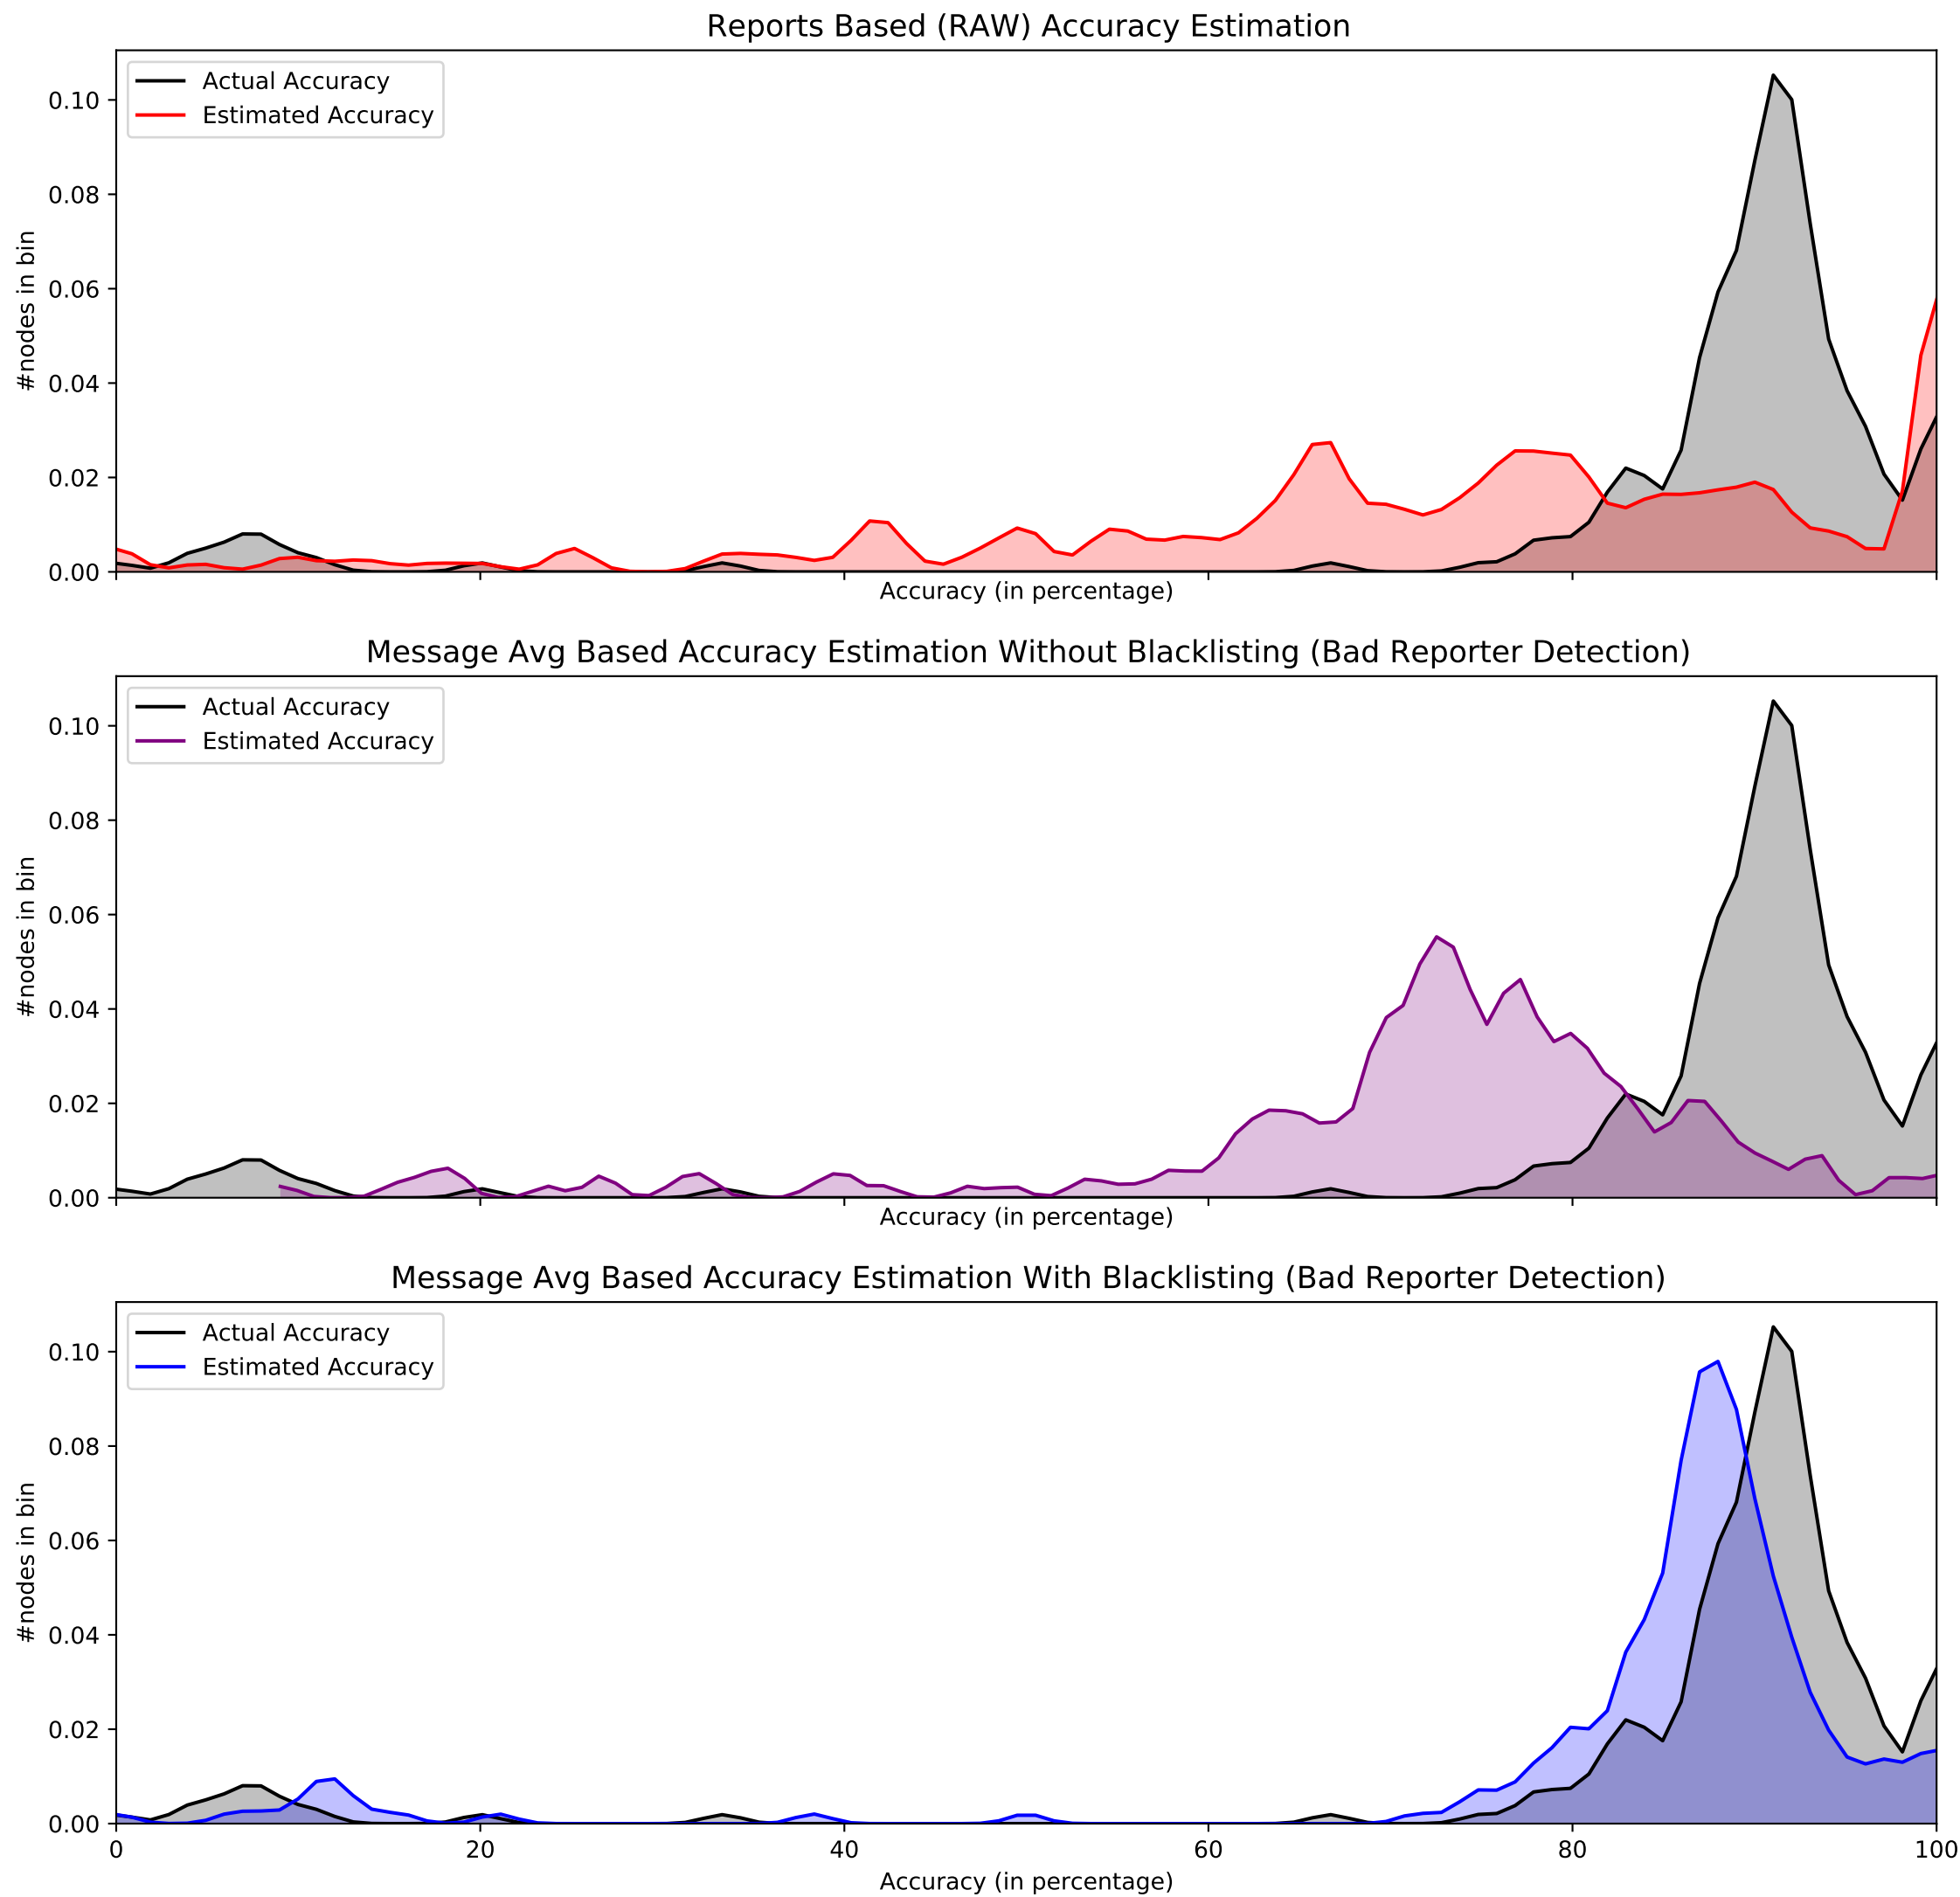 Reports Based (RAW) Accuracy Estimation
Actual Accuracy
Estimated Accuracy
0.10
0.08
0.06
0.04
0.02
0.00
#nodes in bin
Accuracy (in percentage)
Message Avg Based Accuracy Estimation Without Blacklisting (Bad Reporter Detection)
Actual Accuracy
Estimated Accuracy
0.10
0.08
0.06
0.04
0.02
0.00
#nodes in bin
Accuracy (in percentage)
Message Avg Based Accuracy Estimation With Blacklisting (Bad Reporter Detection)
Actual Accuracy
Estimated Accuracy
0.10
0.08
0.06
0.04
0.02
0.00
#nodes in bin
0 20 40 60 80 100
Accuracy (in percentage)